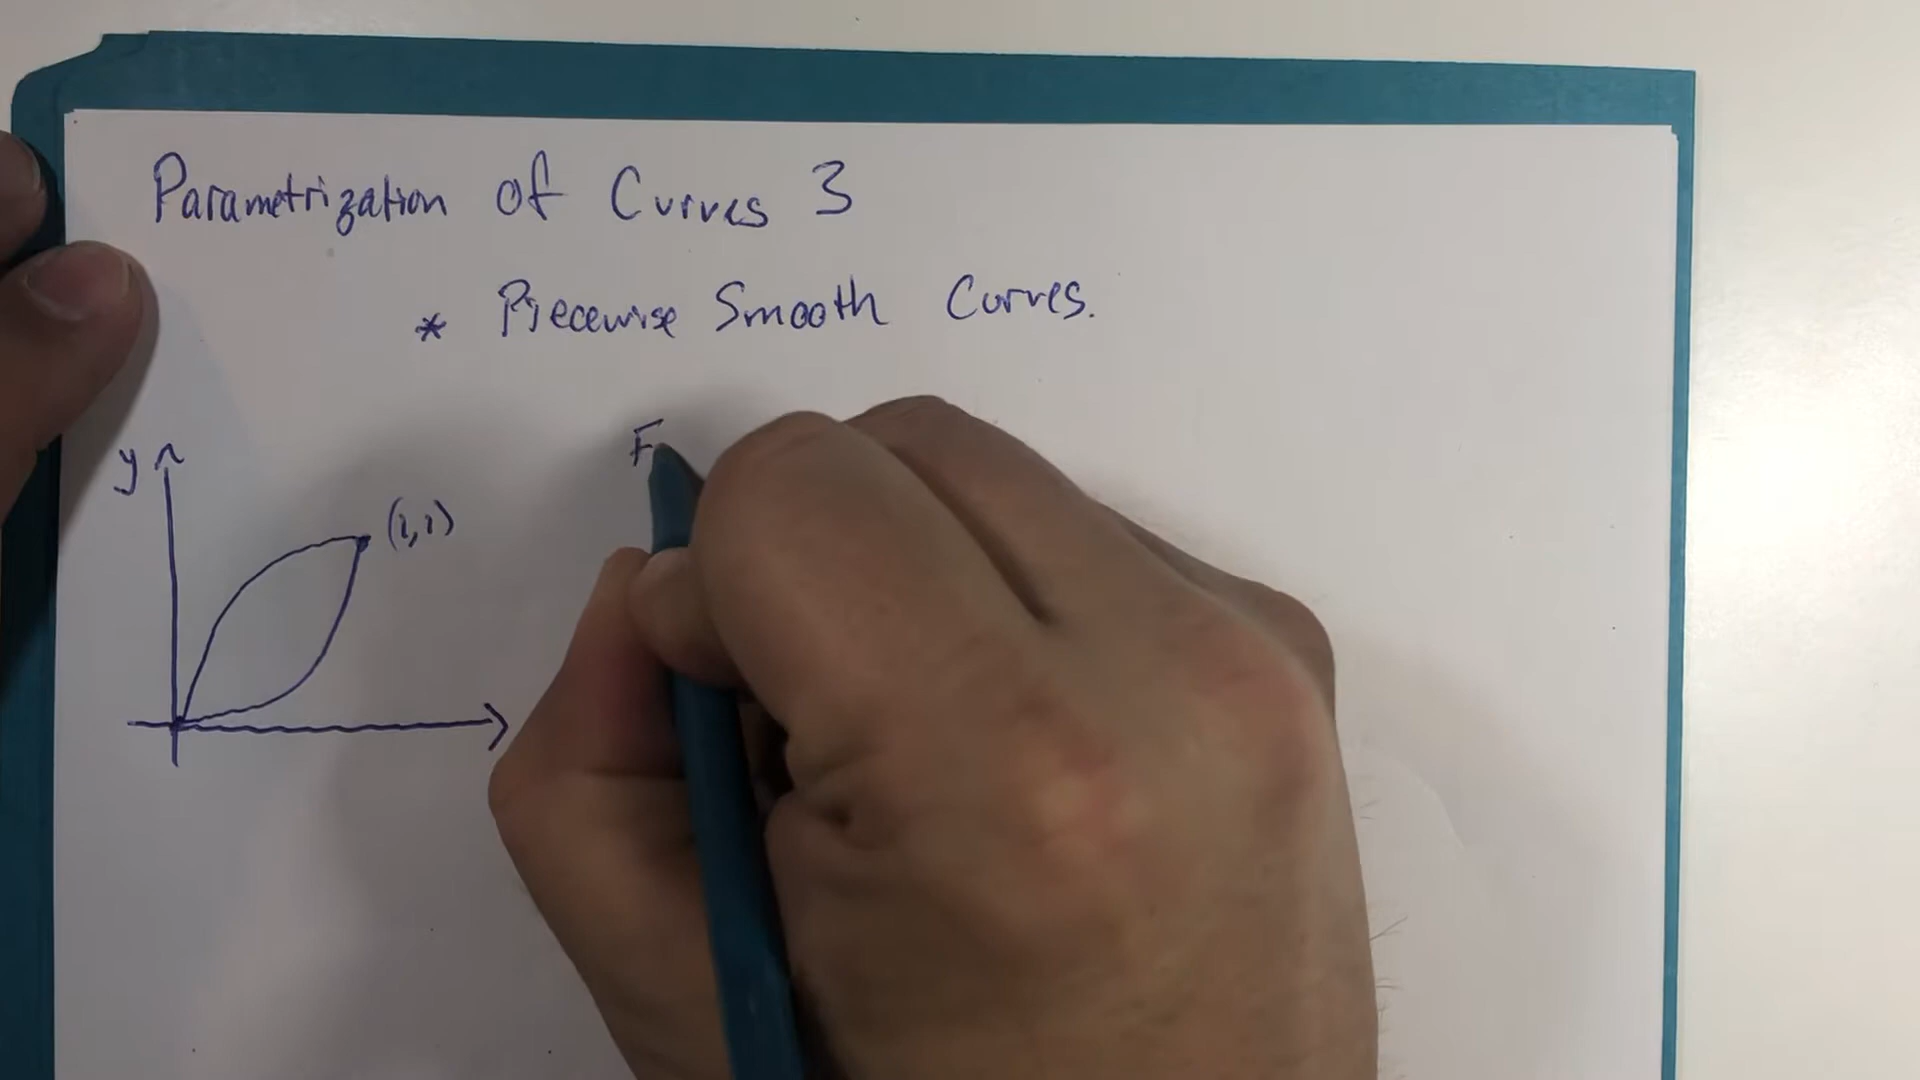 Parametrization of Curves 3
* Piecewise Smooth Curves.
F
y
(1,1)